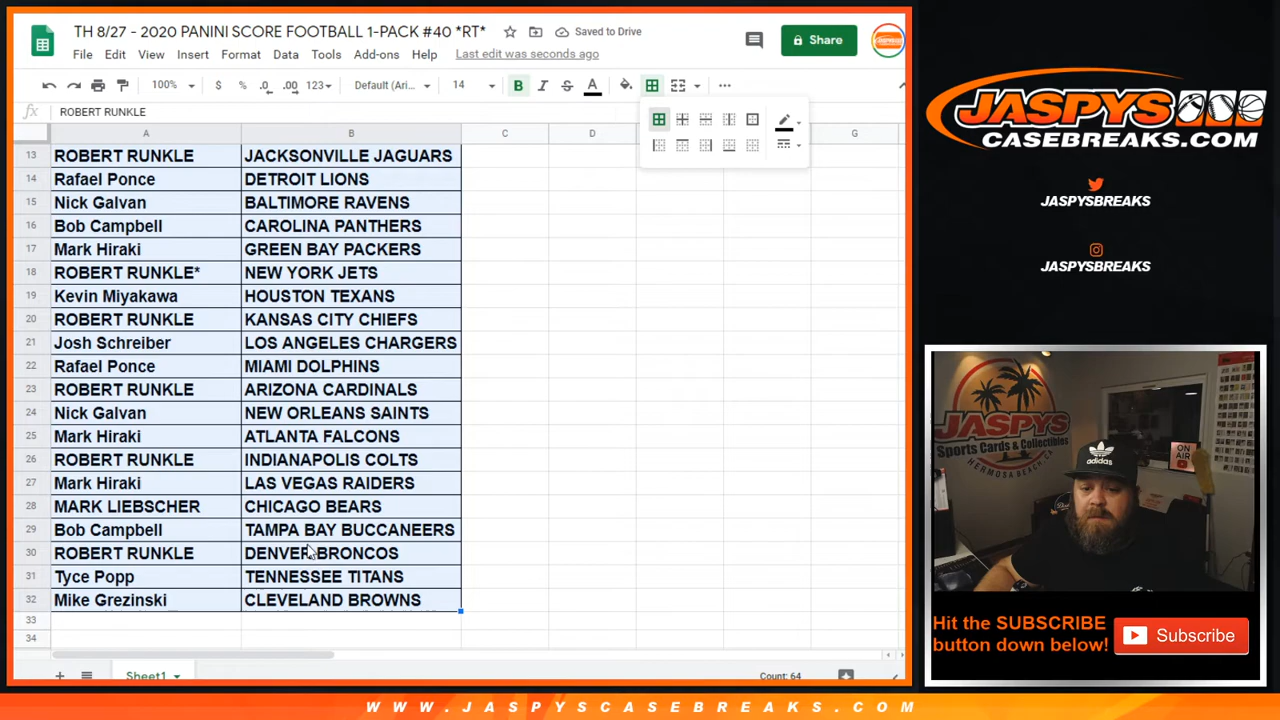 TH 8/27 - 2020 PANINI SCORE FOOTBALL 1-PACK #40 *RT*
Saved to Drive
File Edit View Insert Format Data Tools Add-ons Help Last edit was seconds ago
Share
100% $ % .0 .00 123 Default (Ari... 14 B I S A
fx ROBERT RUNKLE
A B C D E F G
13 ROBERT RUNKLE JACKSONVILLE JAGUARS
14 Rafael Ponce DETROIT LIONS
15 Nick Galvan BALTIMORE RAVENS
16 Bob Campbell CAROLINA PANTHERS
17 Mark Hiraki GREEN BAY PACKERS
18 ROBERT RUNKLE* NEW YORK JETS
19 Kevin Miyakawa HOUSTON TEXANS
20 ROBERT RUNKLE KANSAS CITY CHIEFS
21 Josh Schreiber LOS ANGELES CHARGERS
22 Rafael Ponce MIAMI DOLPHINS
23 ROBERT RUNKLE ARIZONA CARDINALS
24 Nick Galvan NEW ORLEANS SAINTS
25 Mark Hiraki ATLANTA FALCONS
26 ROBERT RUNKLE INDIANAPOLIS COLTS
27 Mark Hiraki LAS VEGAS RAIDERS
28 MARK LIEBSCHER CHICAGO BEARS
29 Bob Campbell TAMPA BAY BUCCANEERS
30 ROBERT RUNKLE DENVER BRONCOS
31 Tyce Popp TENNESSEE TITANS
32 Mike Grezinski CLEVELAND BROWNS
33
34
Sheet1
Count: 64
JASPYS
CASEBREAKS.COM
JASPYSBREAKS
JASPYSBREAKS
JASPYS
Sports Cards & Collectibles
HERMOSA BEACH, CA
ON
AIR
adidas
Hit the SUBSCRIBE
button down below!
Subscribe
WWW.JASPYSCASEBREAKS.COM